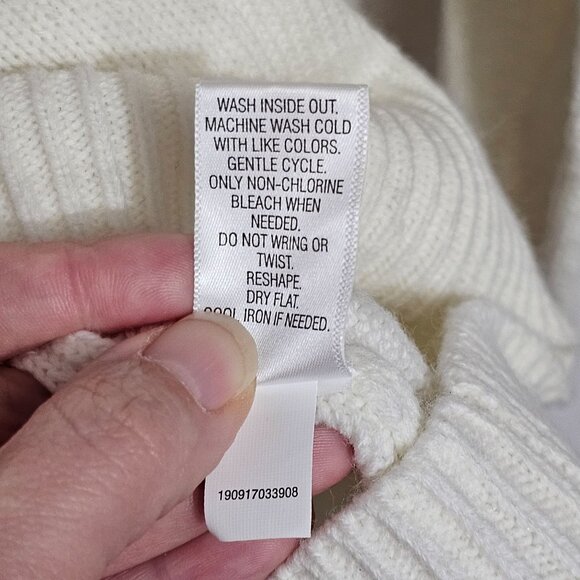 WASH INSIDE OUT.
MACHINE WASH COLD
WITH LIKE COLORS.
GENTLE CYCLE.
ONLY NON-CHLORINE
BLEACH WHEN
NEEDED.
DO NOT WRING OR
TWIST.
RESHAPE.
DRY FLAT.
COOL IRON IF NEEDED.
190917033908